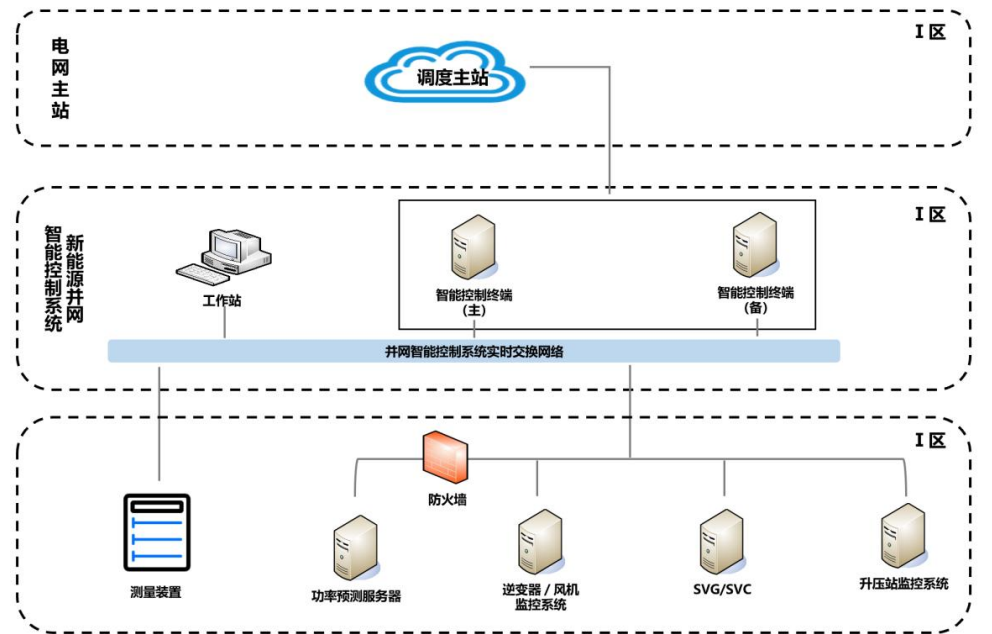 电网主站
I 区
调度主站
新能源并网
智能控制系统
I 区
工作站
智能控制终端
（主）
智能控制终端
（备）
并网智能控制系统实时交换网络
I 区
防火墙
测量装置
功率预测服务器
逆变器 / 风机
监控系统
SVG/SVC
升压站监控系统